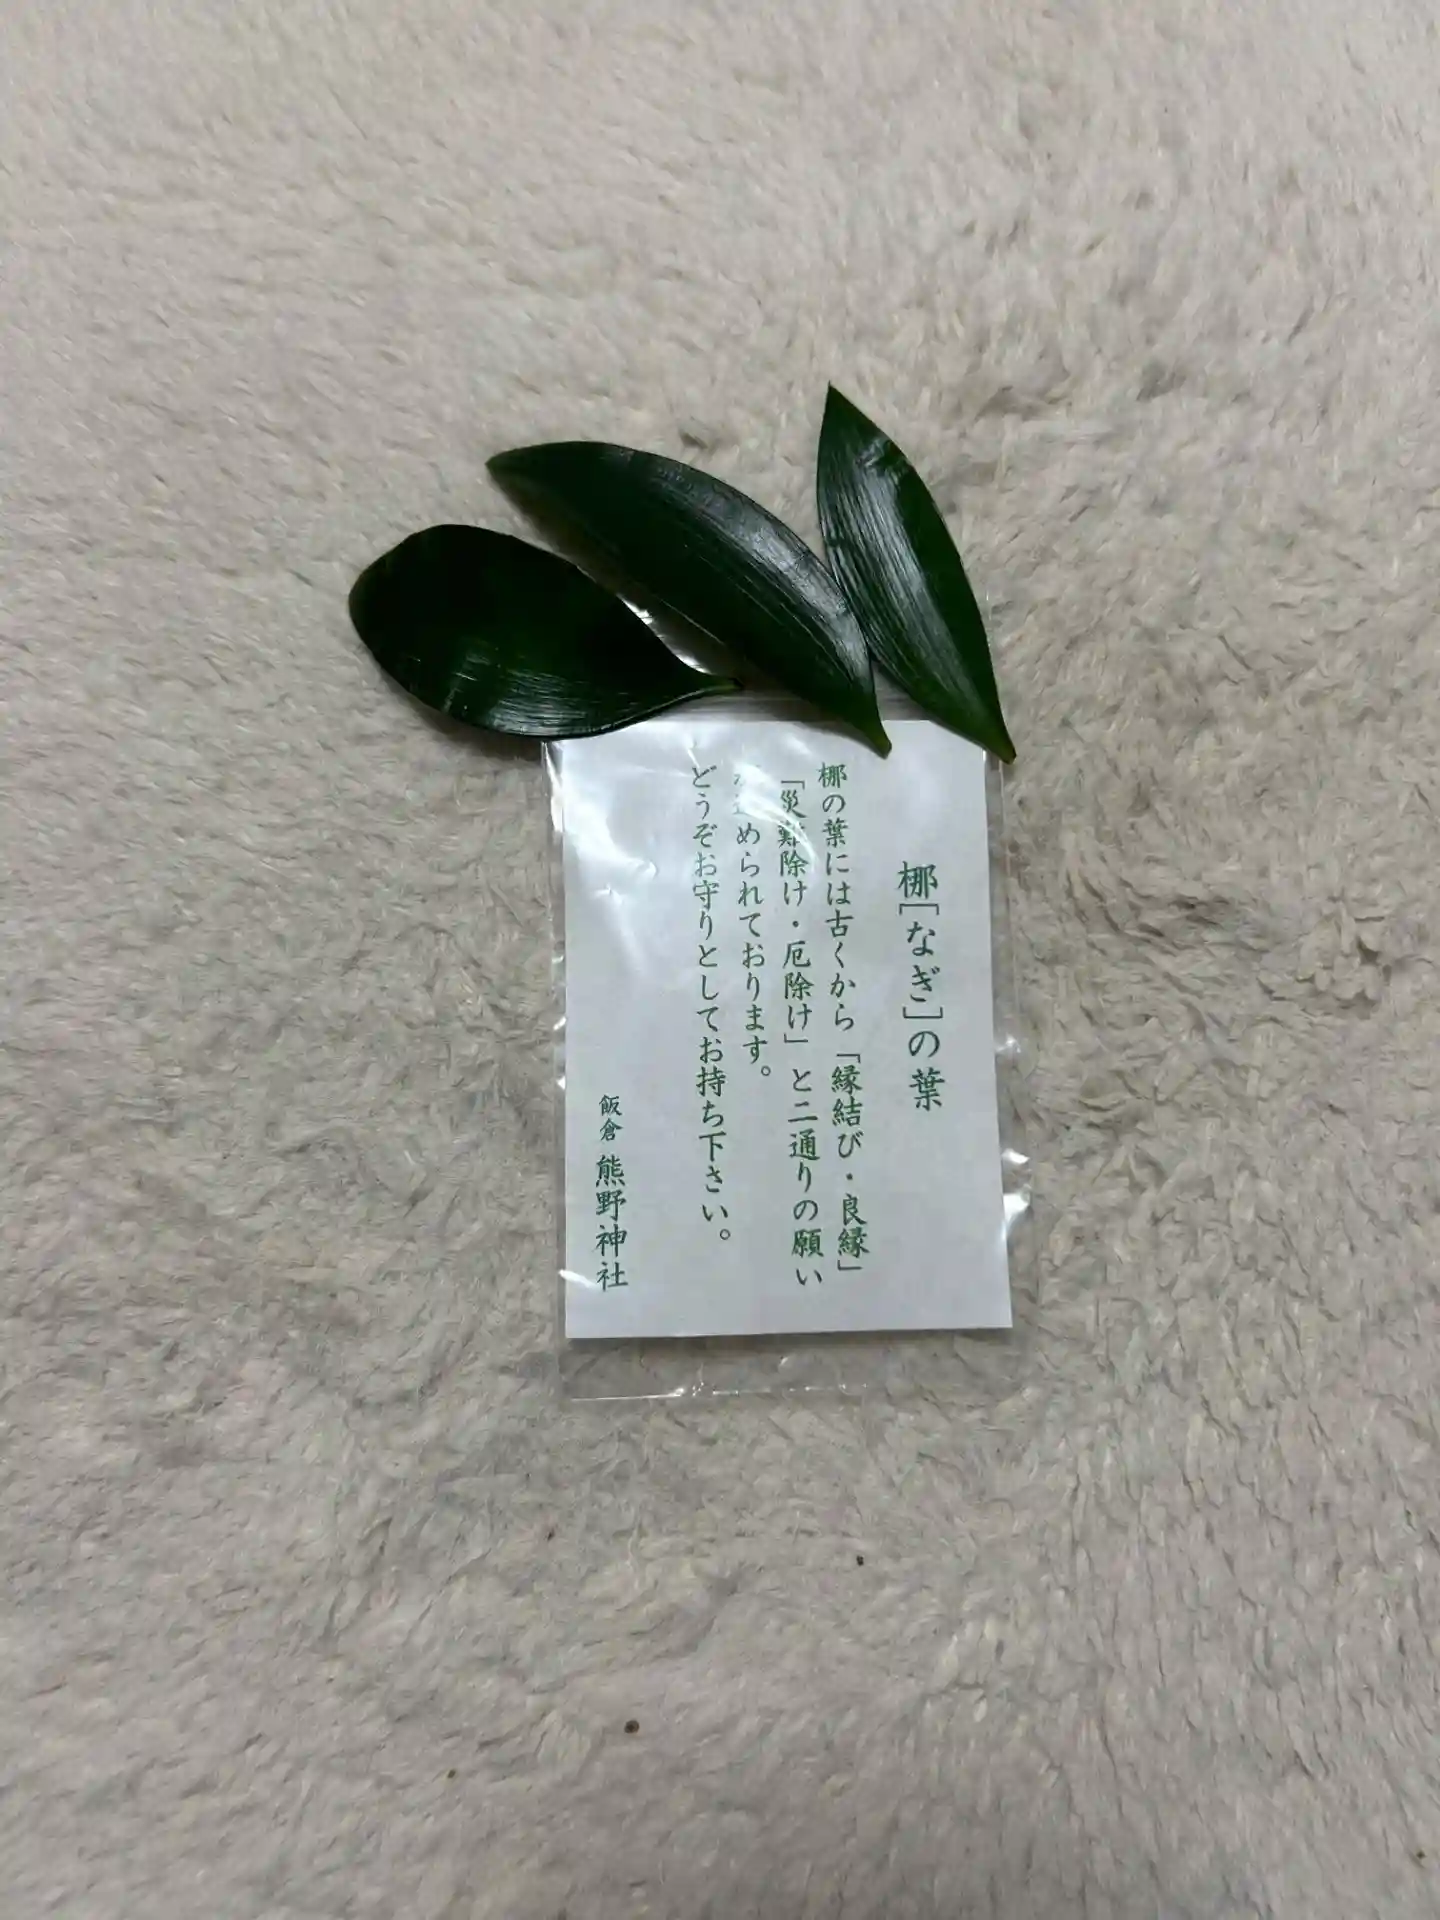 梛［なぎ］の葉
梛の葉には古くから「縁結び・良縁」
「災難除け・厄除け」と二通りの願い
が込められております。
どうぞお守りとしてお持ち下さい。
飯倉 熊野神社